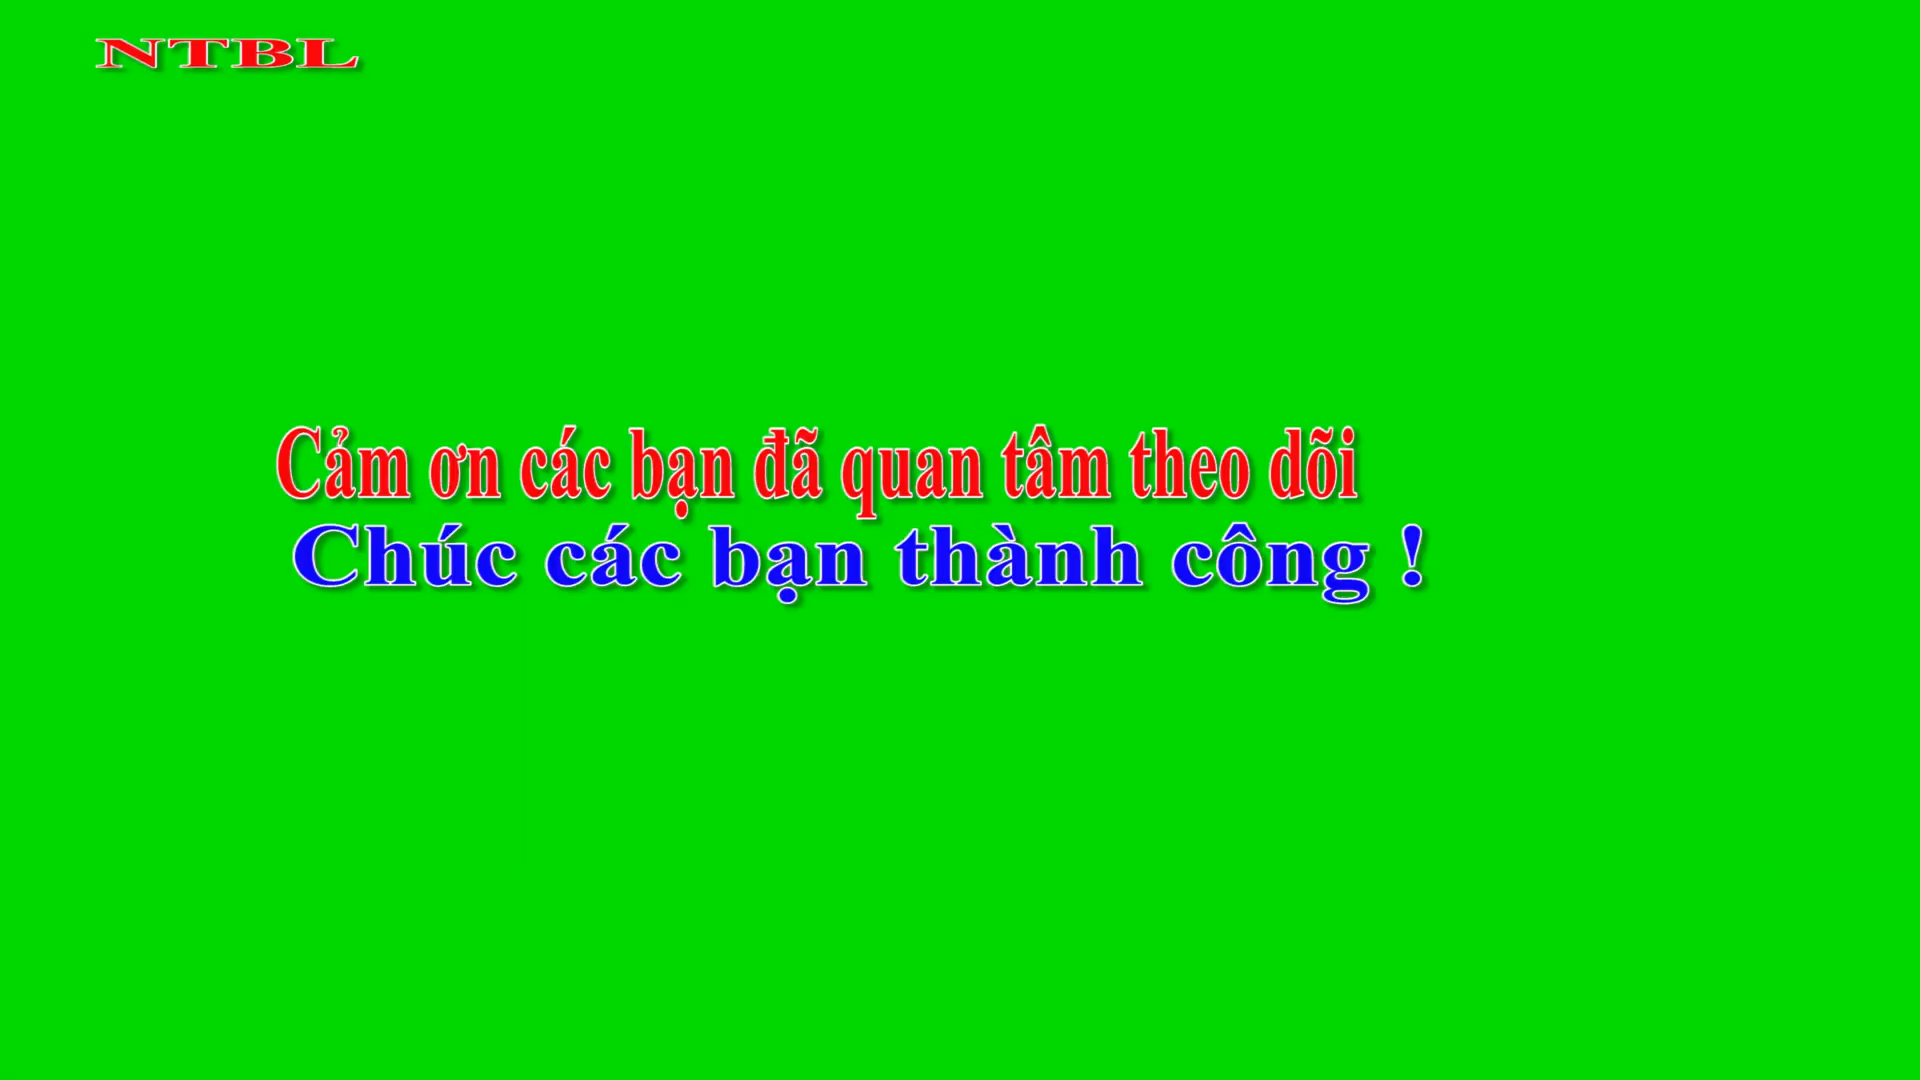 NTBL
Cảm ơn các bạn đã quan tâm theo dõi
Chúc các bạn thành công !